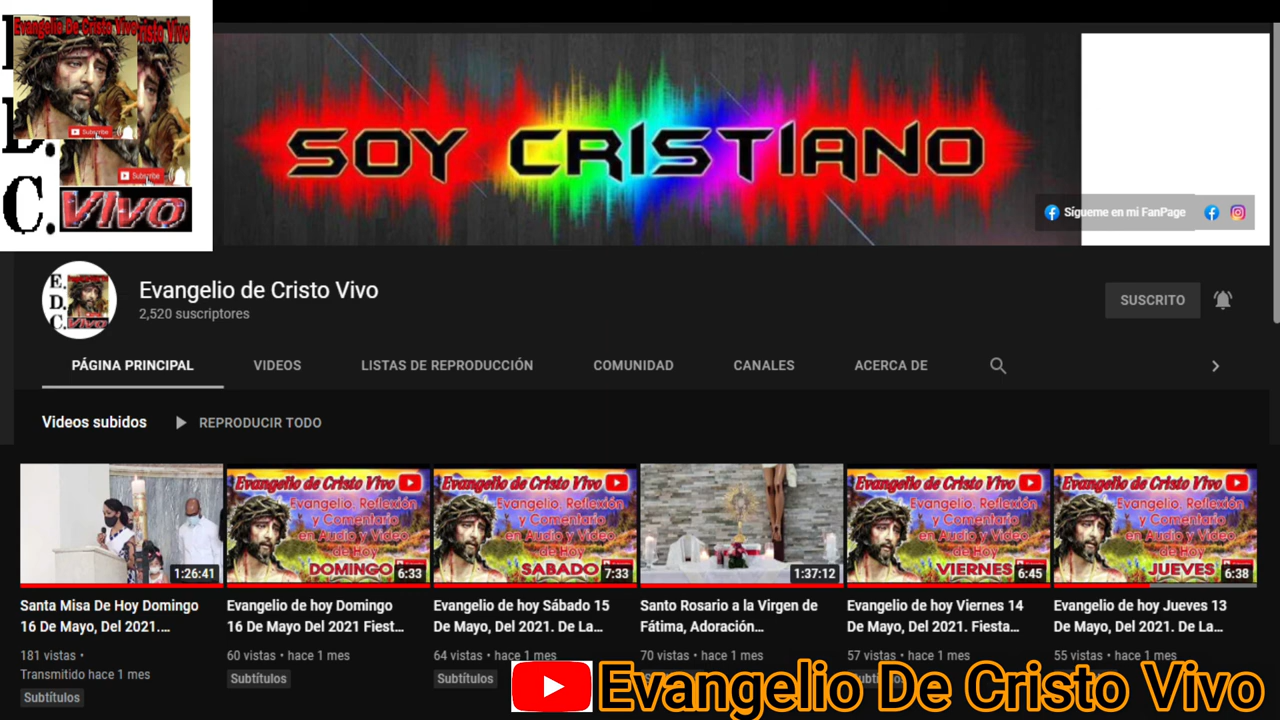 Evangelio De Cristo Vivo
risto Vivo
Subscribe
Subscribe
C.
Vivo
SOY CRISTIANO
Sígueme en mi FanPage
E.
D.
C.
Vivo
Evangelio de Cristo Vivo
2,520 suscriptores
SUSCRITO
PÁGINA PRINCIPAL VIDEOS LISTAS DE REPRODUCCIÓN COMUNIDAD CANALES ACERCA DE
Videos subidos REPRODUCIR TODO
1:26:41
Evangelio de Cristo Vivo
Evangelio, Reflexión
y Comentario
en Audio y Video
de Hoy
DOMINGO 6:33
Evangelio de Cristo Vivo
Evangelio, Reflexión
y Comentario
en Audio y Video
de Hoy
SABADO 7:33
1:37:12
Evangelio de Cristo Vivo
Evangelio, Reflexión
y Comentario
en Audio y Video
de Hoy
VIERNES 6:45
Evangelio de Cristo Vivo
Evangelio, Reflexión
y Comentario
en Audio y Video
de Hoy
JUEVES 6:38
Santa Misa De Hoy Domingo
16 De Mayo, Del 2021....
181 vistas •
Transmitido hace 1 mes
Subtítulos
Evangelio de hoy Domingo
16 De Mayo Del 2021 Fiest...
60 vistas • hace 1 mes
Subtítulos
Evangelio de hoy Sábado 15
De Mayo, Del 2021. De La...
64 vistas • hace 1 mes
Subtítulos
Santo Rosario a la Virgen de
Fátima, Adoración...
70 vistas • hace 1 mes
Evangelio de hoy Viernes 14
De Mayo, Del 2021. Fiesta...
57 vistas • hace 1 mes
Evangelio de hoy Jueves 13
De Mayo, Del 2021. De La...
55 vistas • hace 1 mes
Evangelio De Cristo Vivo